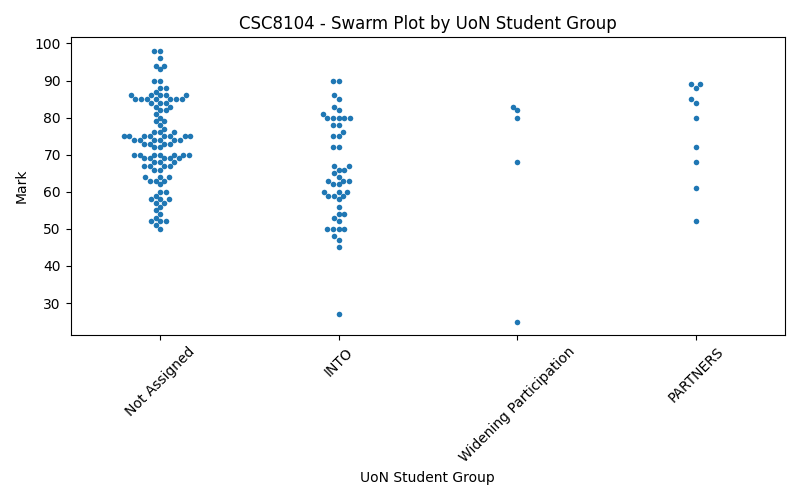 CSC8104 - Swarm Plot by UoN Student Group
100
90
80
70
60
50
40
30
Mark
Not Assigned
INTO
Widening Participation
PARTNERS
UoN Student Group